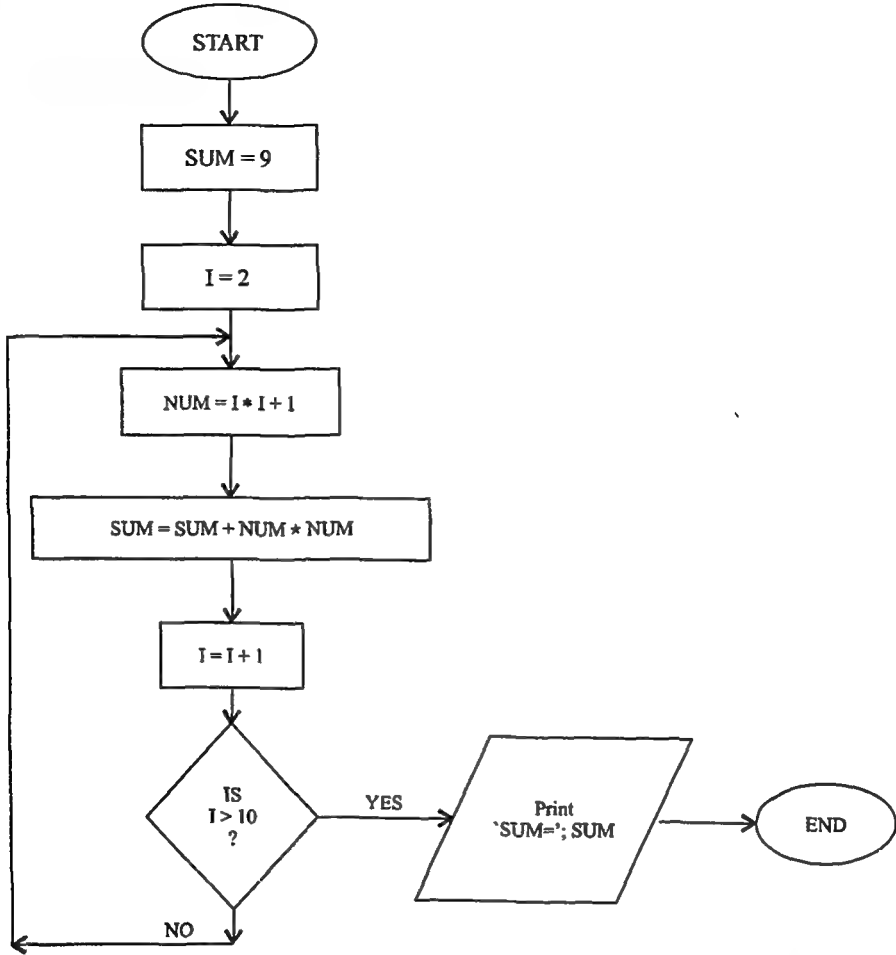 START
SUM = 9
I = 2
NUM = I * I + 1
SUM = SUM + NUM * NUM
I = I + 1
IS
I > 10
?
YES
Print
`SUM='; SUM
END
NO